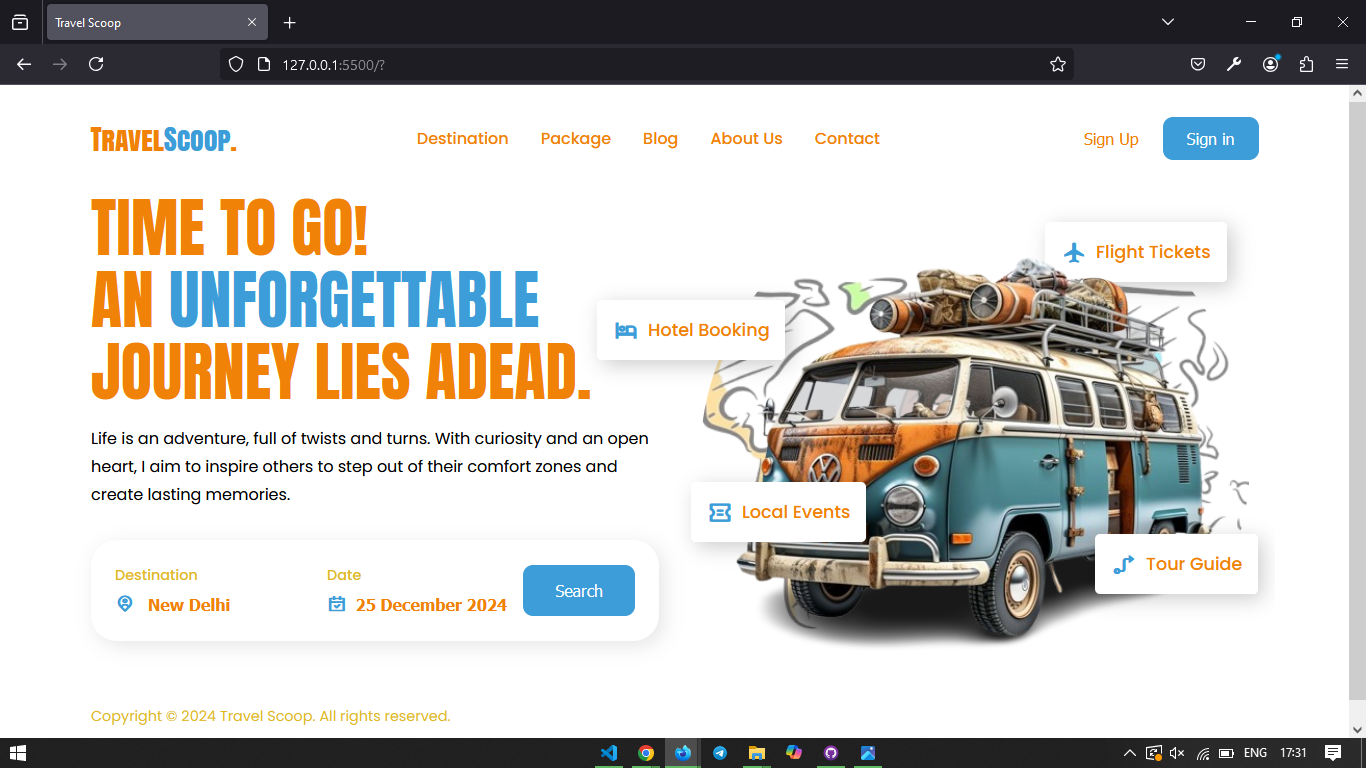 Travel Scoop
127.0.0.1:5500/?
TRAVELSCOOP.
Destination Package Blog About Us Contact
Sign Up Sign in
TIME TO GO!
AN UNFORGETTABLE
JOURNEY LIES ADEAD.
Flight Tickets
Hotel Booking
Life is an adventure, full of twists and turns. With curiosity and an open
heart, I aim to inspire others to step out of their comfort zones and
create lasting memories.
Local Events
Tour Guide
Destination Date
New Delhi 25 December 2024 Search
Copyright © 2024 Travel Scoop. All rights reserved.
ENG 17:31